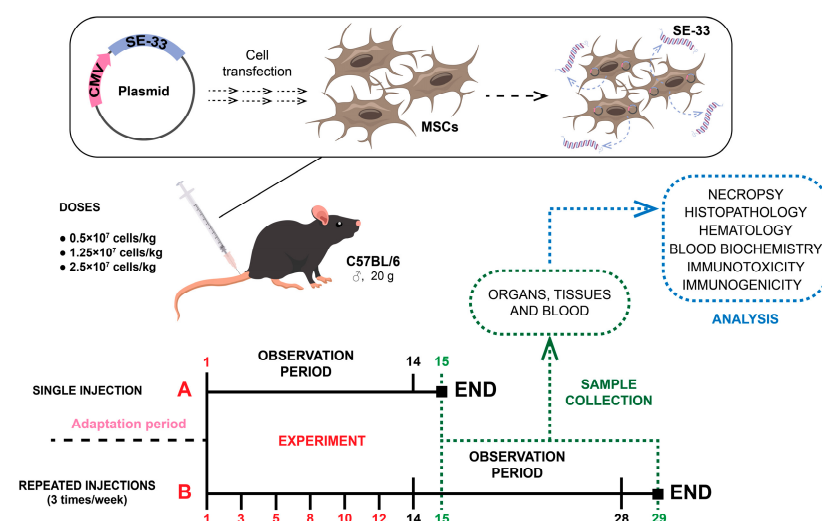 SE-33
CMV
Plasmid
Cell
transfection
MSCs
SE-33
DOSES
● 0.5×10⁷ cells/kg
● 1.25×10⁷ cells/kg
● 2.5×10⁷ cells/kg
C57BL/6
♂, 20 g
NECROPSY
HISTOPATHOLOGY
HEMATOLOGY
BLOOD BIOCHEMISTRY
IMMUNOTOXICITY
IMMUNOGENICITY
ANALYSIS
ORGANS, TISSUES
AND BLOOD
SAMPLE
COLLECTION
1
OBSERVATION
PERIOD
14
15
SINGLE INJECTION
A
END
Adaptation period
EXPERIMENT
OBSERVATION
PERIOD
REPEATED INJECTIONS
(3 times/week)
B
END
1 3 5 8 10 12 14 15 28 29